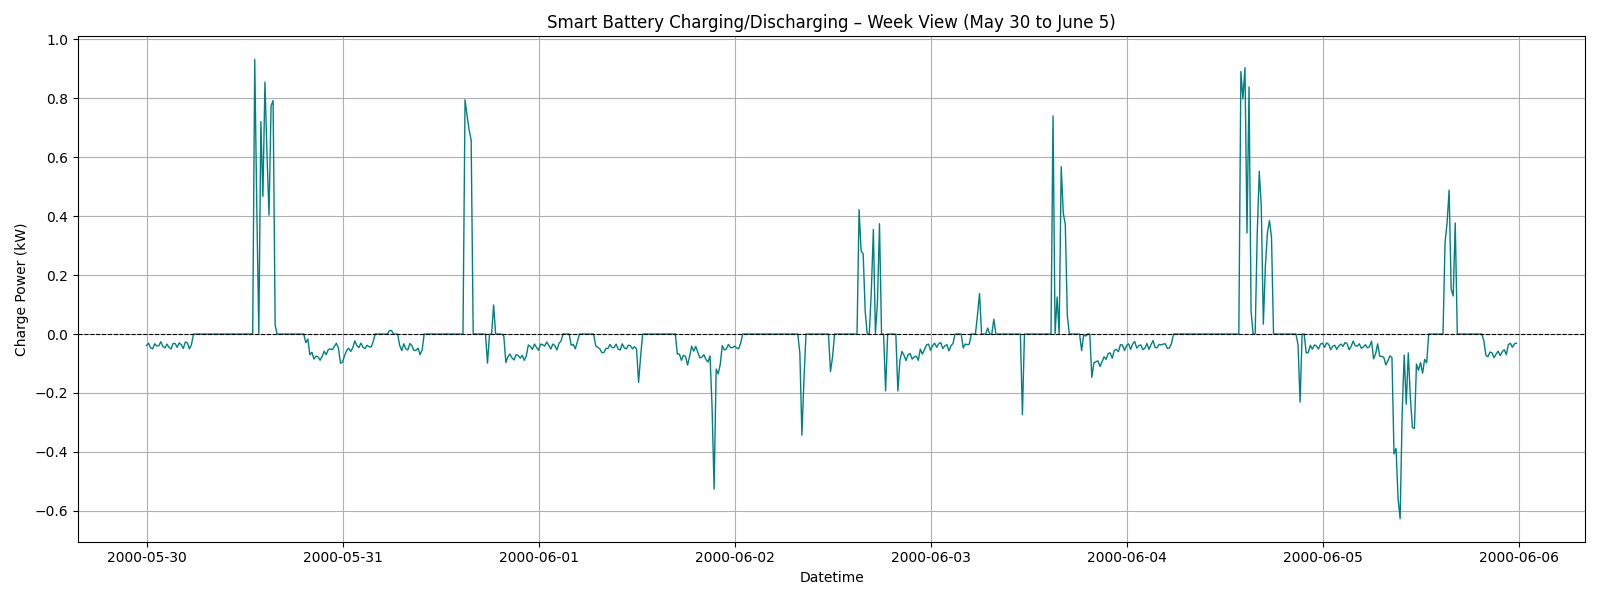 Smart Battery Charging/Discharging – Week View (May 30 to June 5)
Charge Power (kW)
1.0
0.8
0.6
0.4
0.2
0.0
−0.2
−0.4
−0.6
2000-05-30 2000-05-31 2000-06-01 2000-06-02 2000-06-03 2000-06-04 2000-06-05 2000-06-06
Datetime